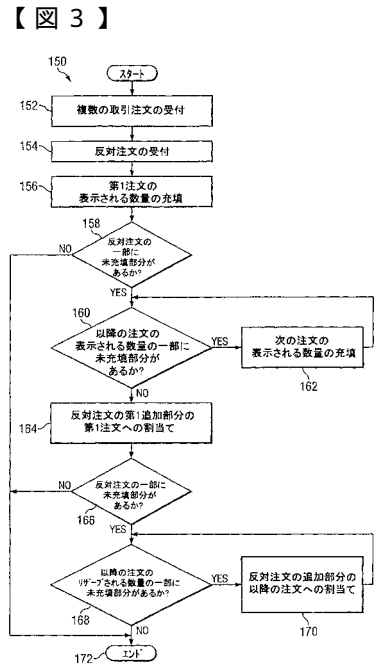 【図3】
150
スタート
152
複数の取引注文の受付
154
反対注文の受付
156
第1注文の
表示される数量の充填
158
反対注文の
一部に
未充填部分が
あるか?
NO
YES
160
以降の注文の
表示される数量の一部に
未充填部分が
あるか?
YES
次の注文の
表示される数量の充填
162
NO
164
反対注文の第1追加部分の
第1注文への割当て
NO
反対注文の一部に
未充填部分が
あるか?
166
YES
以降の注文の
リザーブされる数量の一部に
未充填部分があるか?
168
YES
反対注文の追加部分の
以降の注文への割当て
170
NO
172
エンド